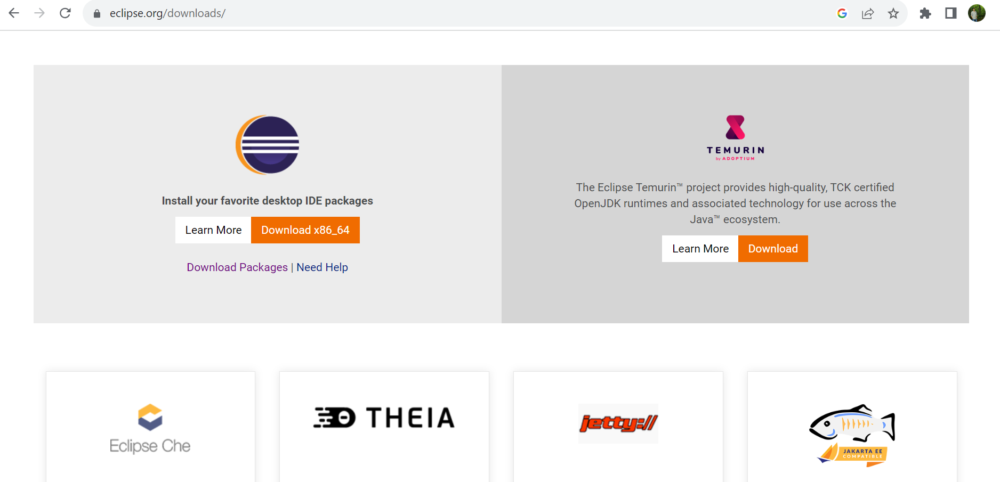 eclipse.org/downloads/
Install your favorite desktop IDE packages
Learn More
Download x86_64
Download Packages | Need Help
TEMURIN
by ADOPTIUM
The Eclipse Temurin™ project provides high-quality, TCK certified
OpenJDK runtimes and associated technology for use across the
Java™ ecosystem.
Learn More
Download
Eclipse Che
THEIA
jetty://
JAKARTA EE
COMPATIBLE